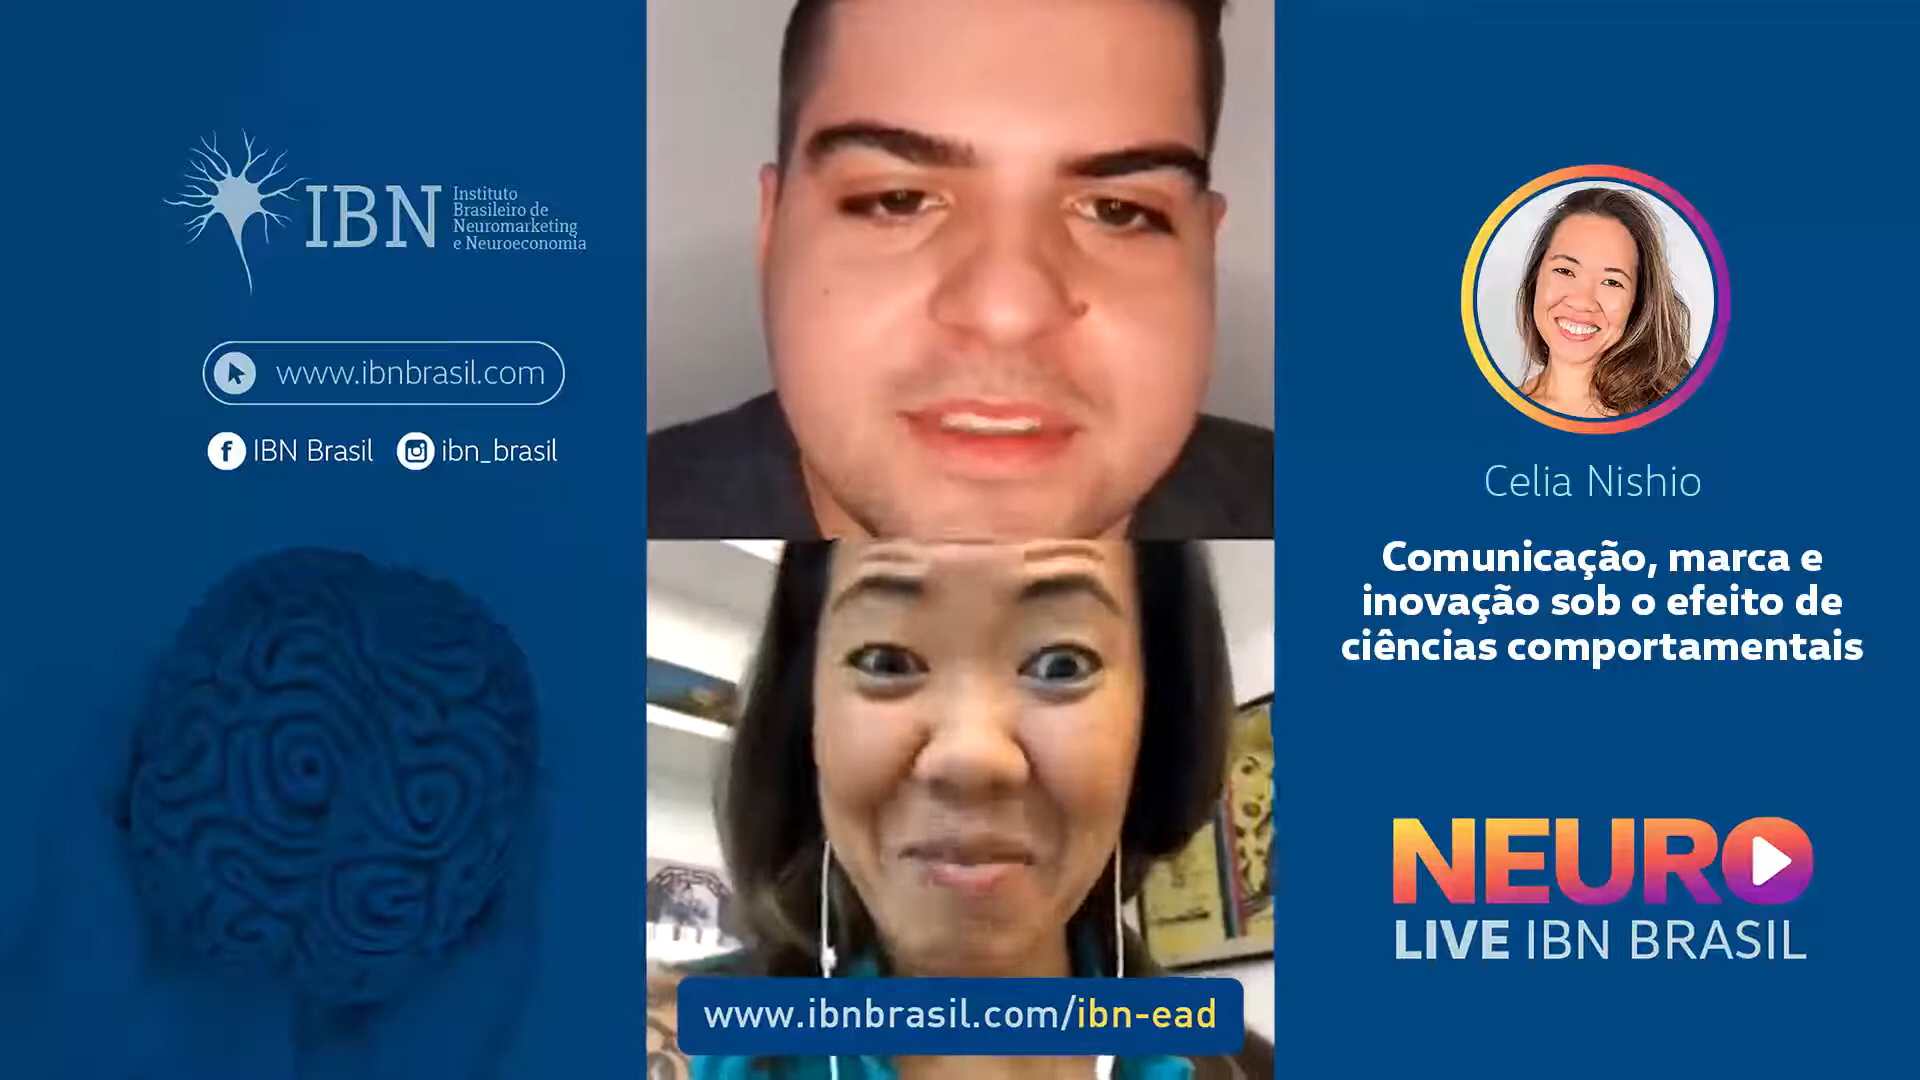 IBN
Instituto
Brasileiro de
Neuromarketing
e Neuroeconomia
www.ibnbrasil.com
IBN Brasil
ibn_brasil
www.ibnbrasil.com/ibn-ead
Celia Nishio
Comunicação, marca e
inovação sob o efeito de
ciências comportamentais
NEURO
LIVE IBN BRASIL